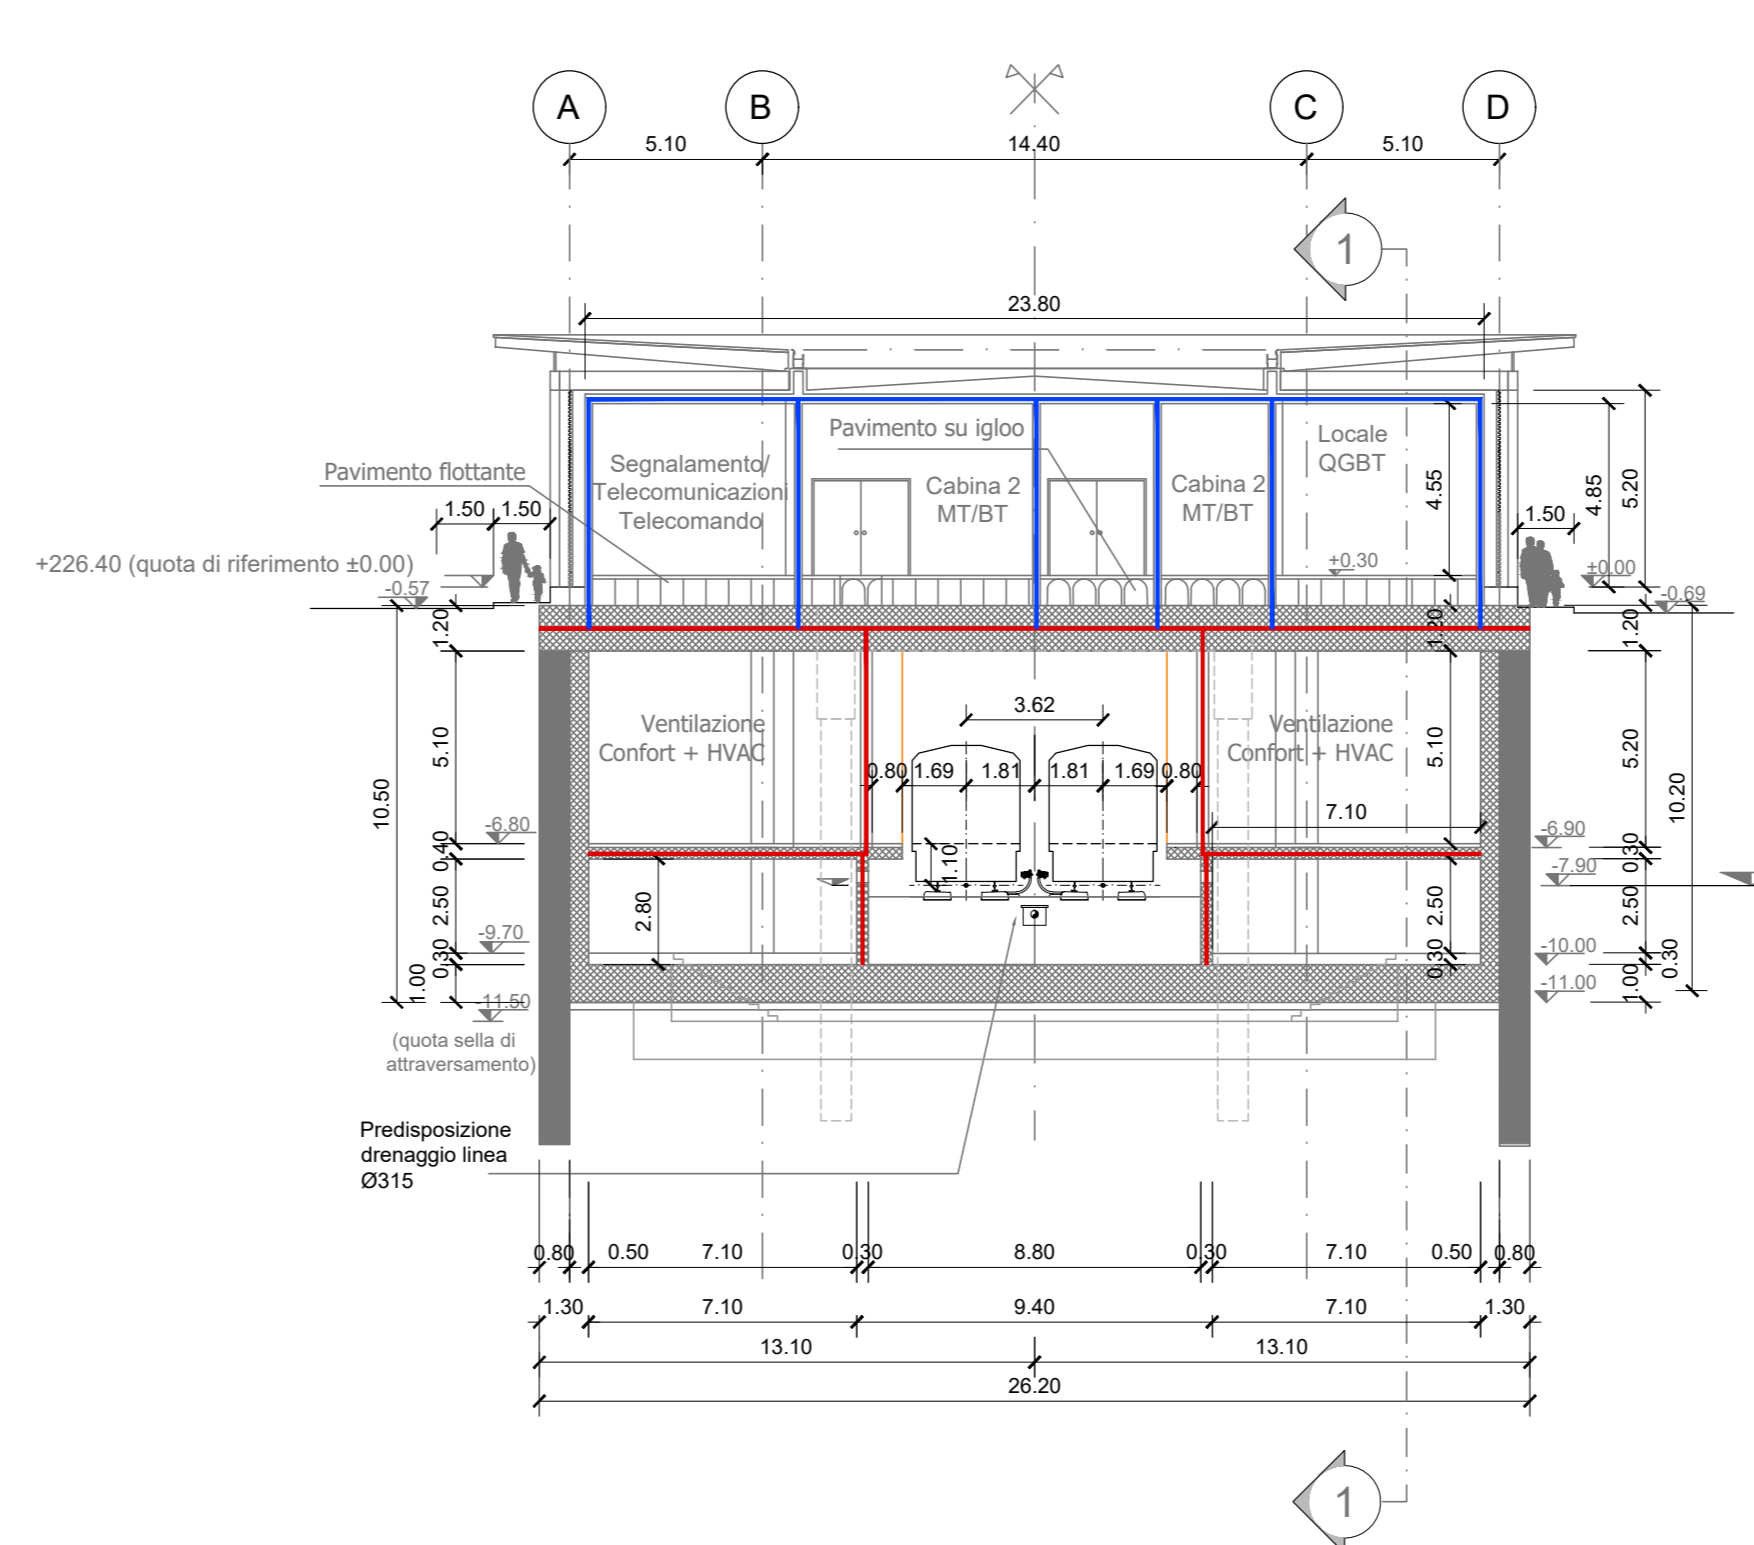 A
B
C
D
5.10
14.40
5.10
1
23.80
Pavimento su igloo
Locale
QGBT
Segnalamento/
Telecomunicazioni
Telecomando
Pavimento flottante
Cabina 2
MT/BT
Cabina 2
MT/BT
4.55
4.85
5.20
1.50
1.50
1.50
+226.40 (quota di riferimento ±0.00)
+0.30
±0.00
-0.57
-0.69
1.20
1.20
1.20
3.62
Ventilazione
Confort + HVAC
Ventilazione
Confort + HVAC
5.10
5.10
5.20
0.80
1.69
1.81
1.81
1.69
0.80
10.50
10.20
7.10
-6.80
-6.90
0.40
0.30
1.10
-7.90
2.50
2.80
2.50
2.50
-9.70
-10.00
0.30
0.30
0.30
1.00
1.00
-11.00
-11.50
(quota sella di
attraversamento)
Predisposizione
drenaggio linea
Ø315
0.80
0.50
7.10
0.30
8.80
0.30
7.10
0.50
0.80
1.30
7.10
9.40
7.10
1.30
13.10
13.10
26.20
1